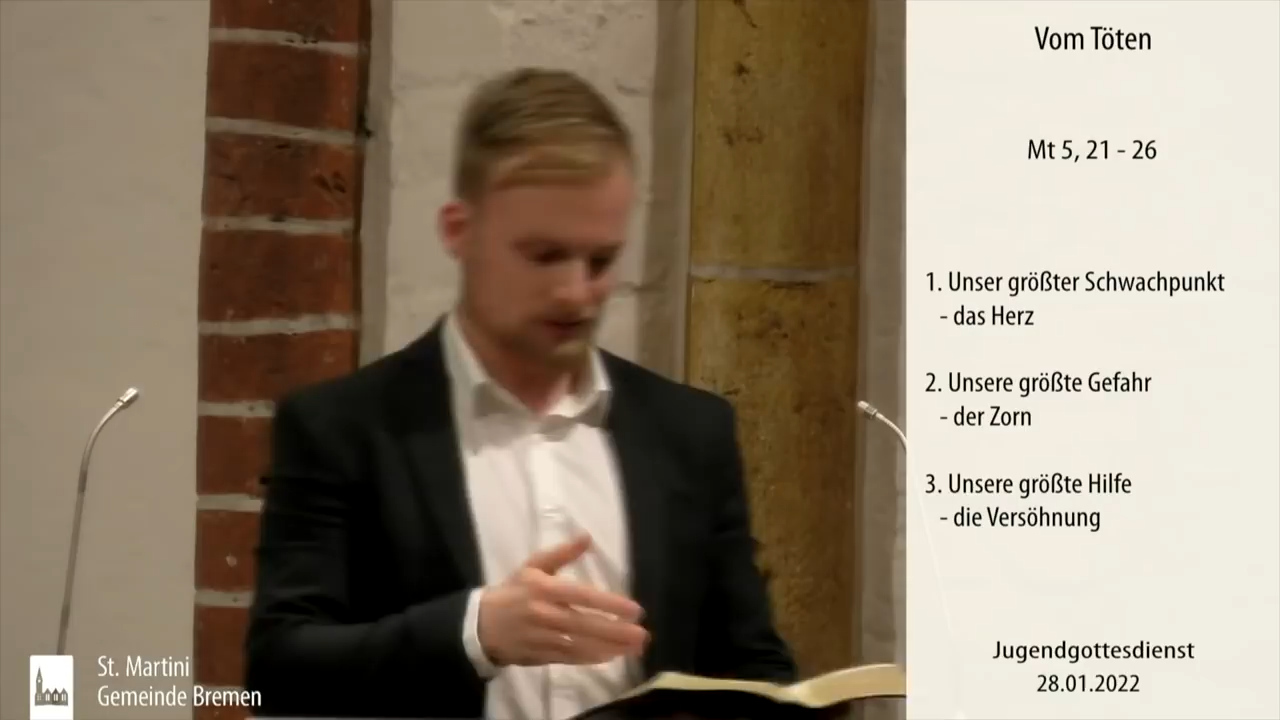 Vom Töten
Mt 5, 21 - 26
1. Unser größter Schwachpunkt
- das Herz
2. Unsere größte Gefahr
- der Zorn
3. Unsere größte Hilfe
- die Versöhnung
Jugendgottesdienst
28.01.2022
St. Martini
Gemeinde Bremen